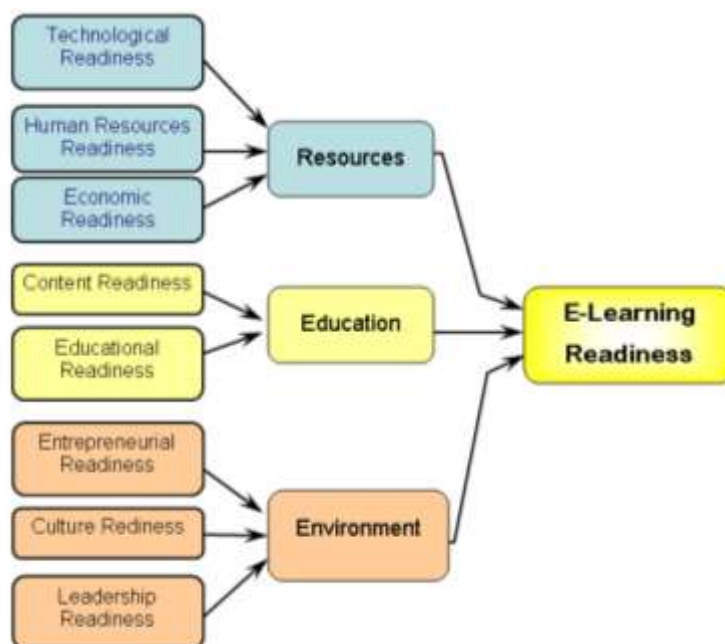 Technological
Readiness
Human Resources
Readiness
Economic
Readiness
Resources
Content Readiness
Educational
Readiness
Education
Entrepreneurial
Readiness
Culture Rediness
Leadership
Readiness
Environment
E-Learning
Readiness